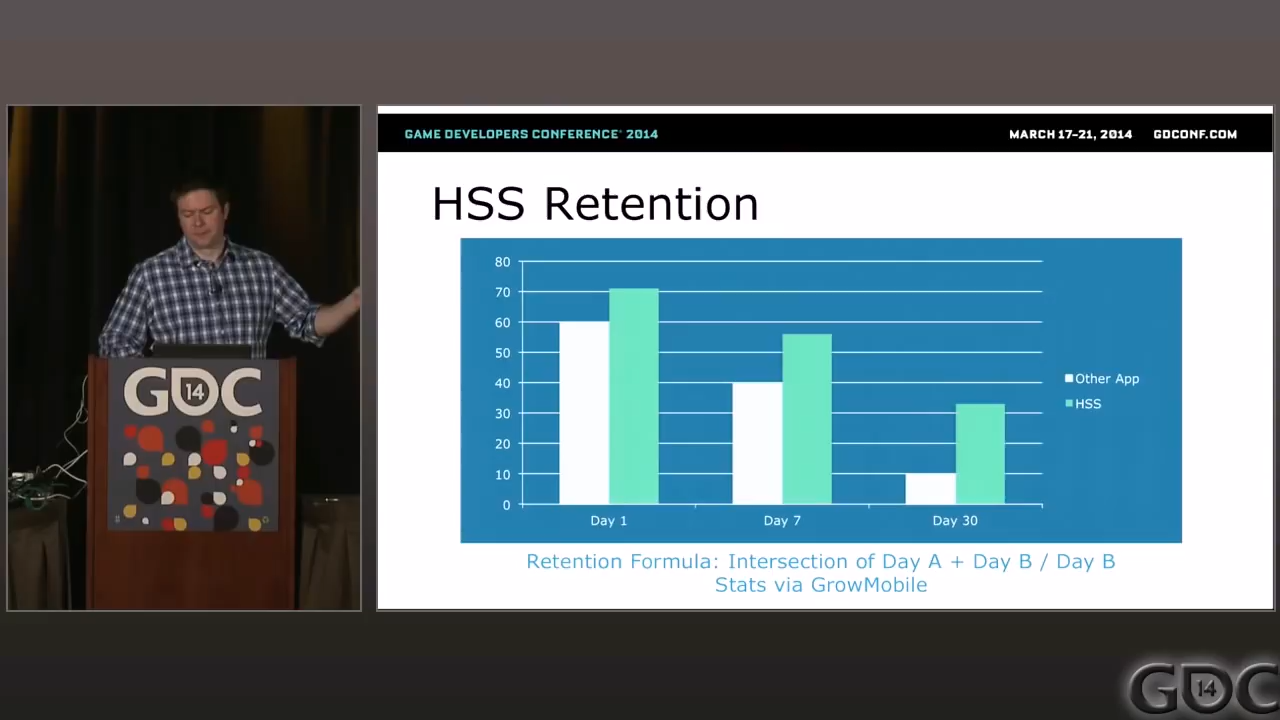 GAME DEVELOPERS CONFERENCE® 2014
MARCH 17-21, 2014 GDCONF.COM
HSS Retention
80
70
60
50
40
30
20
10
0
Day 1
Day 7
Day 30
Other App
HSS
Retention Formula: Intersection of Day A + Day B / Day B
Stats via GrowMobile
GDC
14
GDC
14